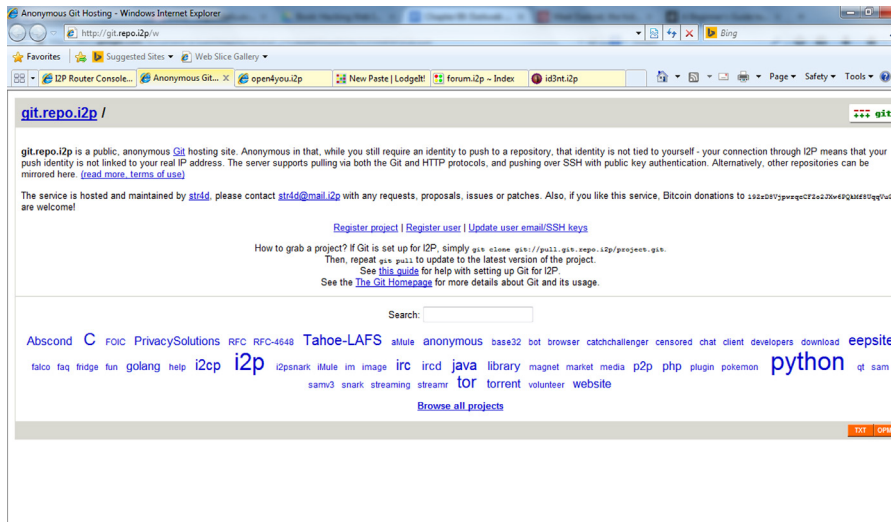 Anonymous Git Hosting - Windows Internet Explorer
http://git.repo.i2p/w
Bing
Favorites Suggested Sites Web Slice Gallery
I2P Router Console... Anonymous Git... X open4you.i2p New Paste | LodgeIt! forum.i2p ~ Index id3nt.i2p Page Safety Tools
git.repo.i2p /
git
git.repo.i2p is a public, anonymous Git hosting site. Anonymous in that, while you still require an identity to push to a repository, that identity is not tied to yourself - your connection through I2P means that your
push identity is not linked to your real IP address. The server supports pulling via both the Git and HTTP protocols, and pushing over SSH with public key authentication. Alternatively, other repositories can be
mirrored here. (read more, terms of use)
The service is hosted and maintained by str4d, please contact str4d@mail.i2p with any requests, proposals, issues or patches. Also, if you like this service, Bitcoin donations to
are welcome!
Register project | Register user | Update user email/SSH keys
How to grab a project? If Git is set up for I2P, simply git clone git://pull.git.repo.i2p/project.git.
Then, repeat git pull to update to the latest version of the project.
See this guide for help with setting up Git for I2P.
See the The Git Homepage for more details about Git and its usage.
Search:
Abscond C FOIC PrivacySolutions RFC RFC-4648 Tahoe-LAFS aMule anonymous base32 bot browser catchchallenger censored chat client developers download eepsite
falco faq fridge fun golang help i2cp i2p i2psnark iMule im image irc ircd java library magnet market media p2p php plugin pokemon python qt sam
samv3 snark streaming streamr tor torrent volunteer website
Browse all projects
TXT OPM